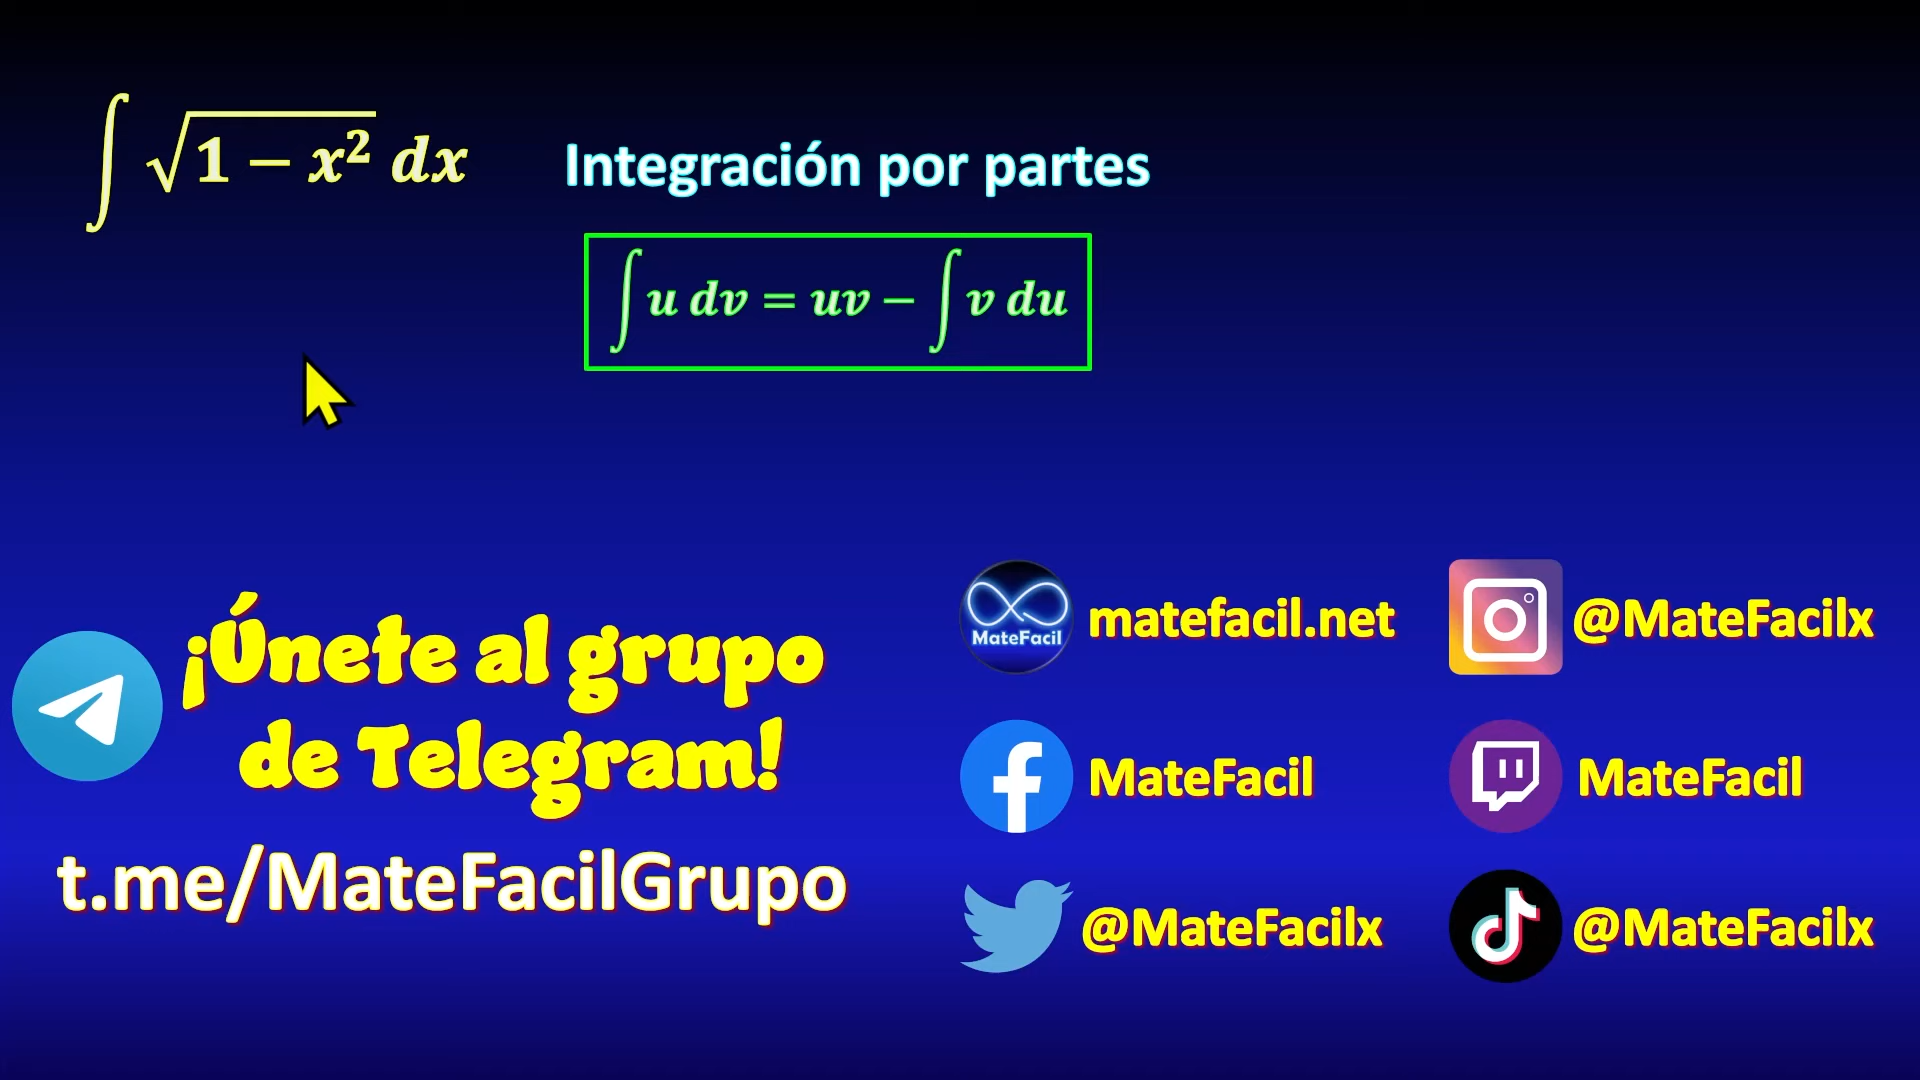 ∫ √1 − x² dx
Integración por partes
∫ u dv = uv − ∫ v du
¡Únete al grupo
de Telegram!
t.me/MateFacilGrupo
MateFacil
matefacil.net
@MateFacilx
MateFacil
MateFacil
@MateFacilx
@MateFacilx